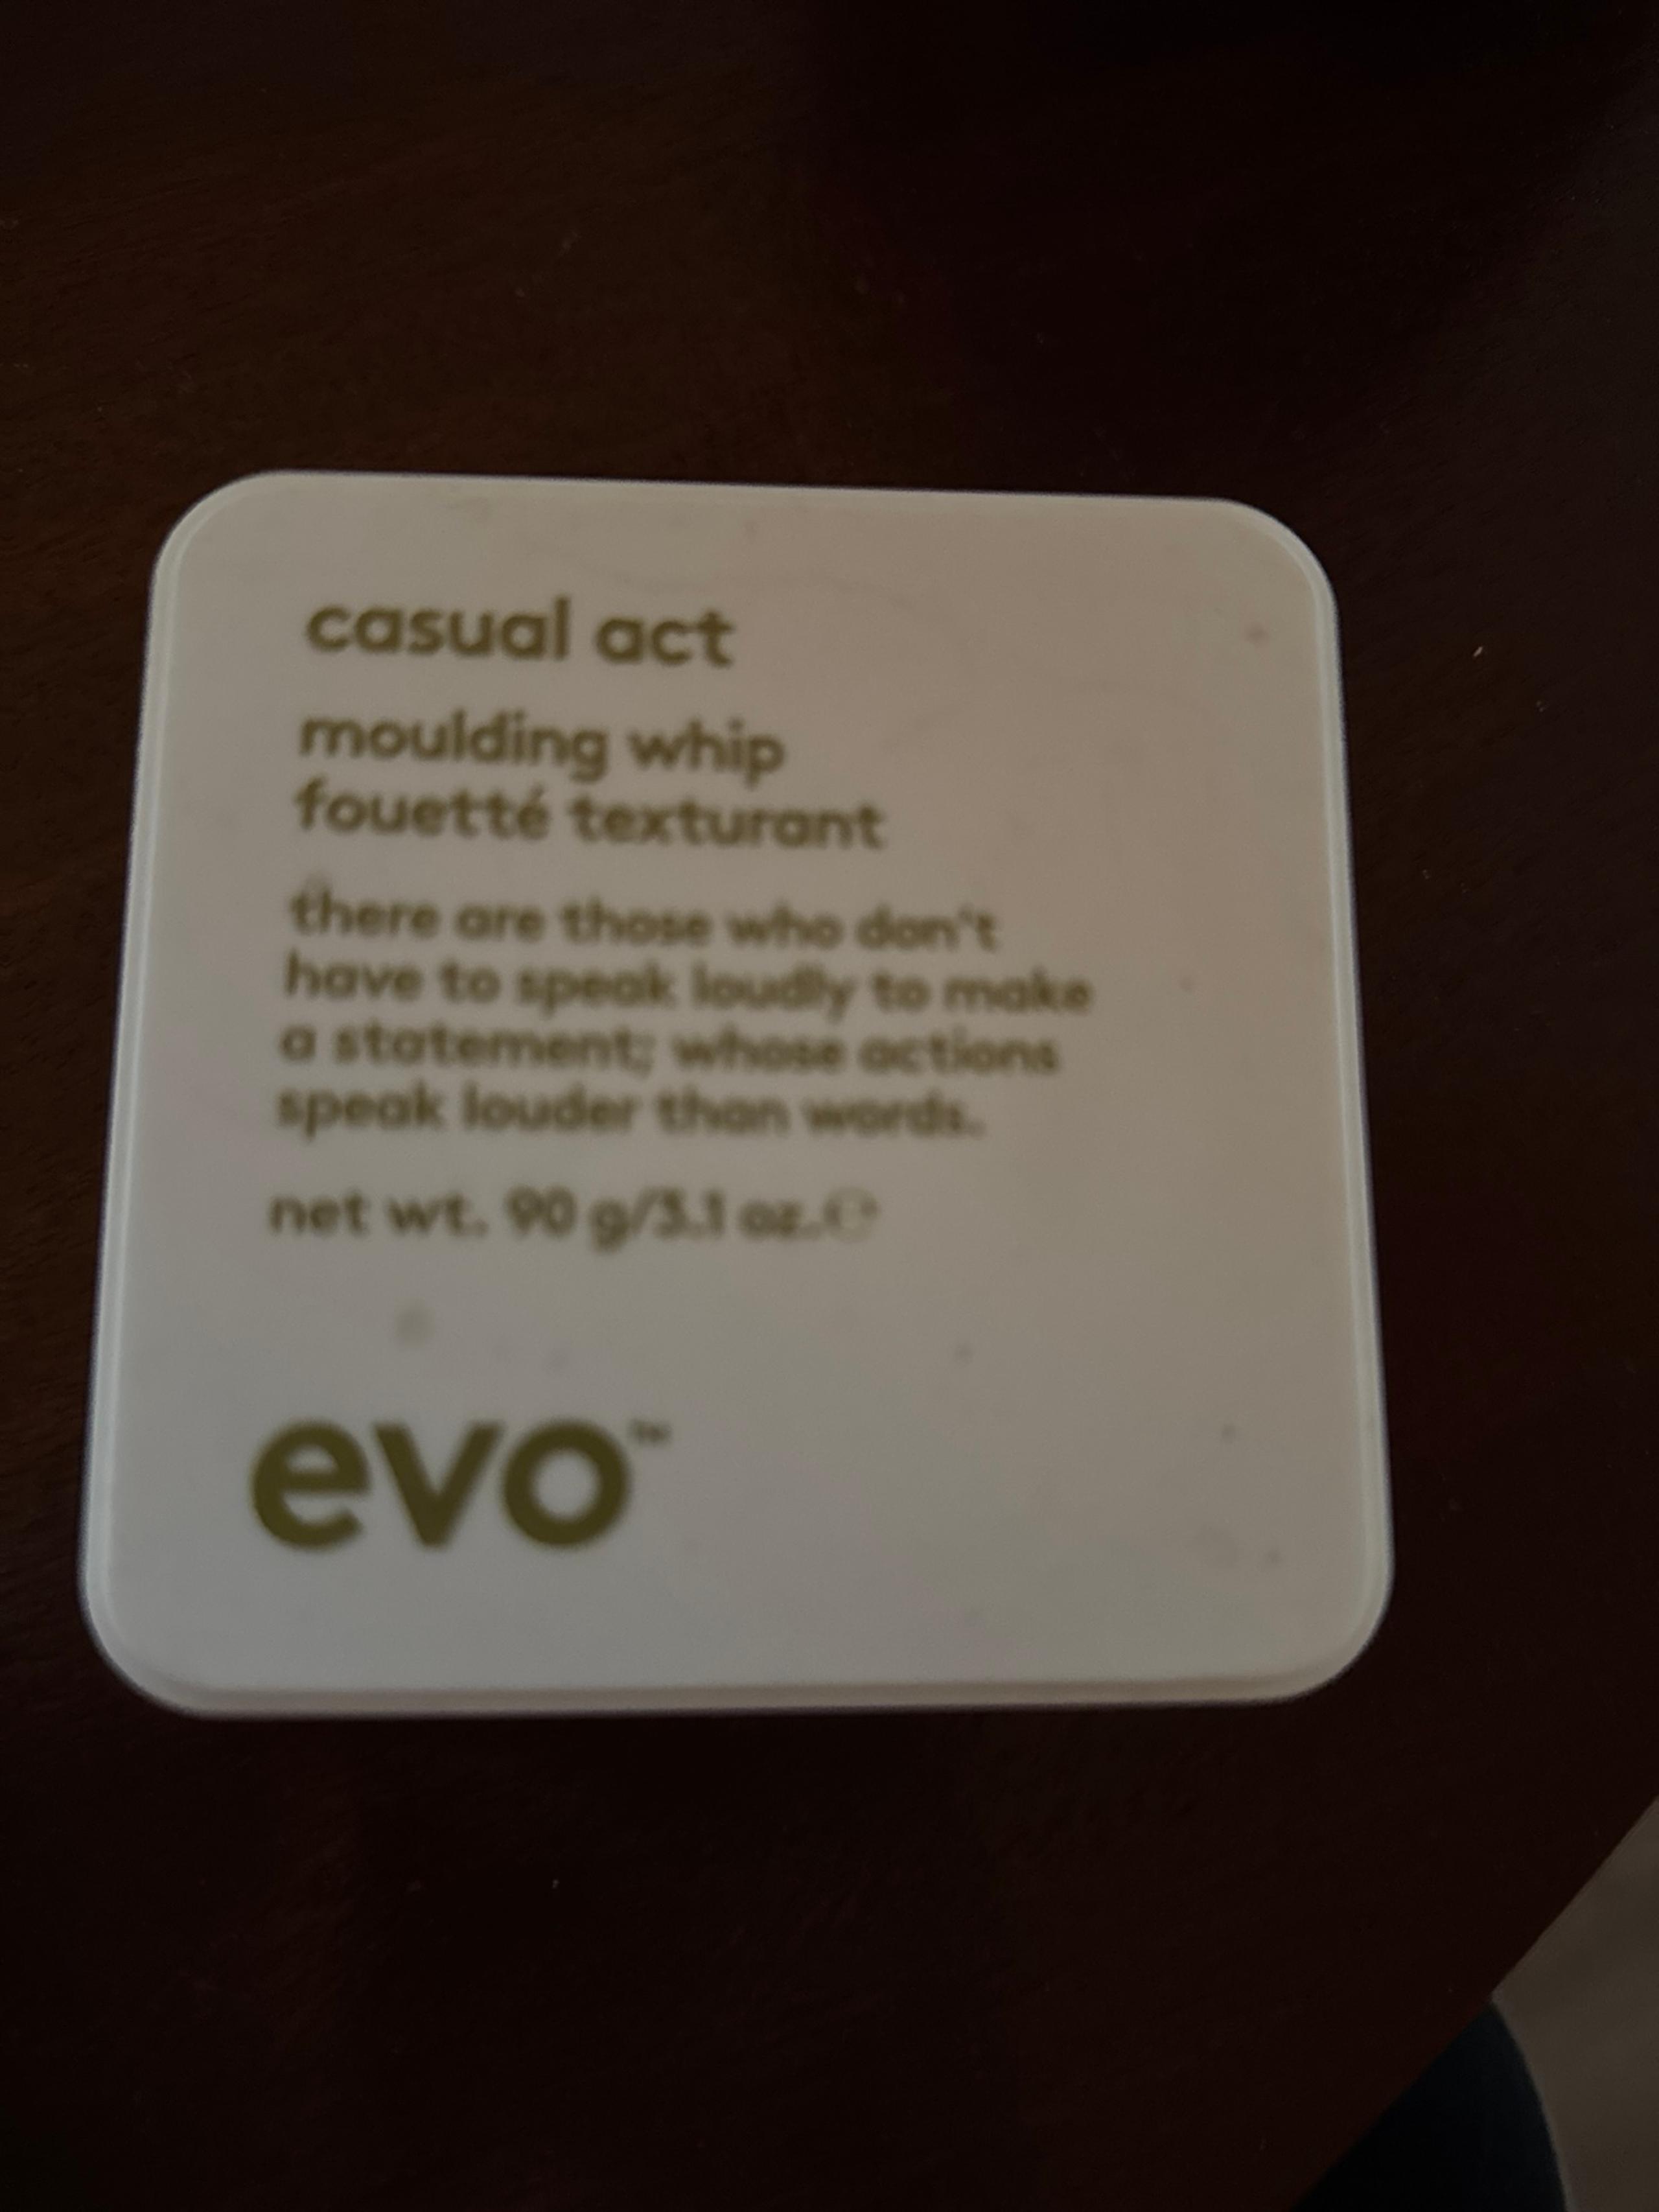 casual act
moulding whip
fouetté texturant
there are those who don't
have to speak loudly to make
a statement; whose actions
speak louder than words.
net wt. 90 g/3.1 oz.℮
evo™